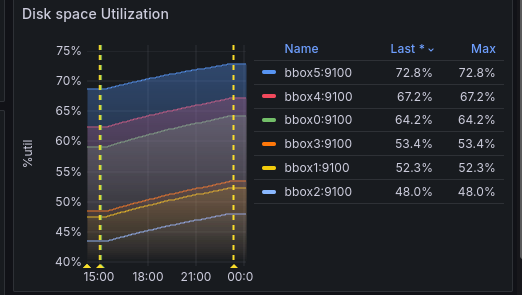 Disk space Utilization
75%
70%
65%
60%
55%
50%
45%
40%
%util
15:00 18:00 21:00 00:0
Name Last * Max
bbox5:9100 72.8% 72.8%
bbox4:9100 67.2% 67.2%
bbox0:9100 64.2% 64.2%
bbox3:9100 53.4% 53.4%
bbox1:9100 52.3% 52.3%
bbox2:9100 48.0% 48.0%